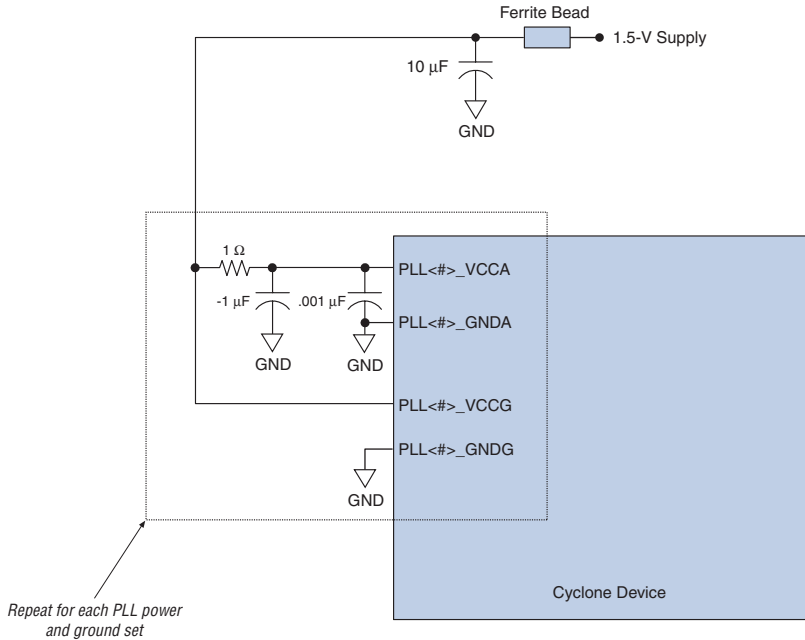 Ferrite Bead
1.5-V Supply
10 µF
GND
1 Ω
PLL<#>_VCCA
-1 µF
.001 µF
PLL<#>_GNDA
GND
GND
PLL<#>_VCCG
PLL<#>_GNDG
GND
Cyclone Device
Repeat for each PLL power
and ground set